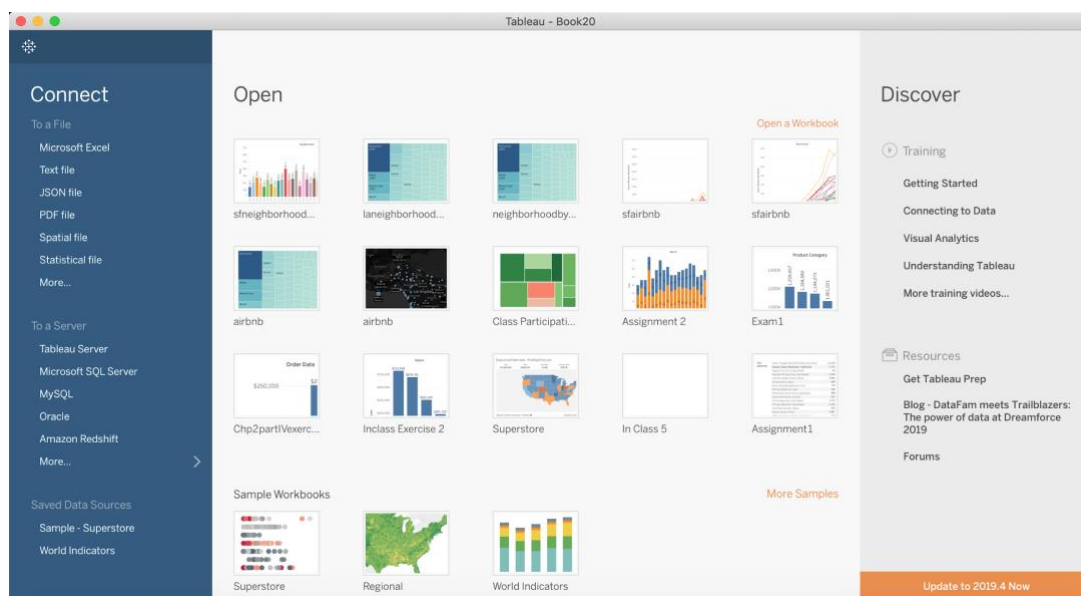 Tableau - Book20
Connect
To a File
Microsoft Excel
Text file
JSON file
PDF file
Spatial file
Statistical file
More...
To a Server
Tableau Server
Microsoft SQL Server
MySQL
Oracle
Amazon Redshift
More...
Saved Data Sources
Sample - Superstore
World Indicators
Open
Open a Workbook
sfneighborhood...
laneighborhood...
neighborhoodby...
sfairbnb
sfairbnb
airbnb
airbnb
Class Participati...
Assignment 2
Product Category
Exam1
Order Date
$250,000
Chp2partIVexerc...
Inclass Exercise 2
Superstore
In Class 5
Assignment1
Sample Workbooks
More Samples
Superstore
Regional
World Indicators
Discover
Training
Getting Started
Connecting to Data
Visual Analytics
Understanding Tableau
More training videos...
Resources
Get Tableau Prep
Blog - DataFam meets Trailblazers:
The power of data at Dreamforce
2019
Forums
Update to 2019.4 Now